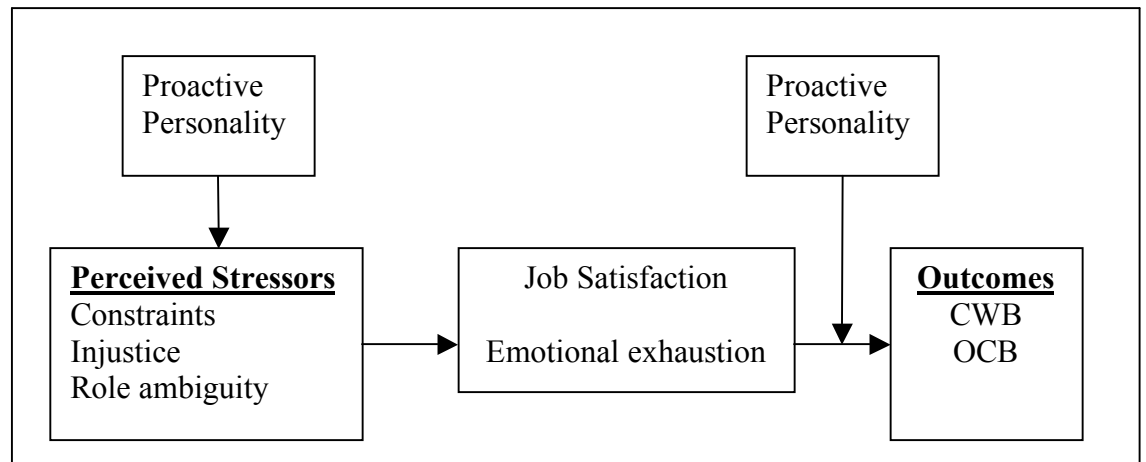 Proactive
Personality
Proactive
Personality
Perceived Stressors
Constraints
Injustice
Role ambiguity
Job Satisfaction
Emotional exhaustion
Outcomes
CWB
OCB